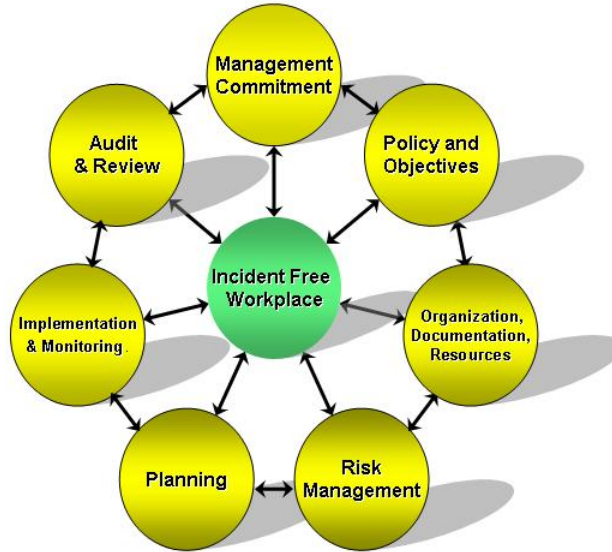 Management
Commitment
Policy and
Objectives
Audit
& Review
Incident Free
Workplace
Organization,
Documentation,
Resources
Implementation
& Monitoring .
Planning
Risk
Management